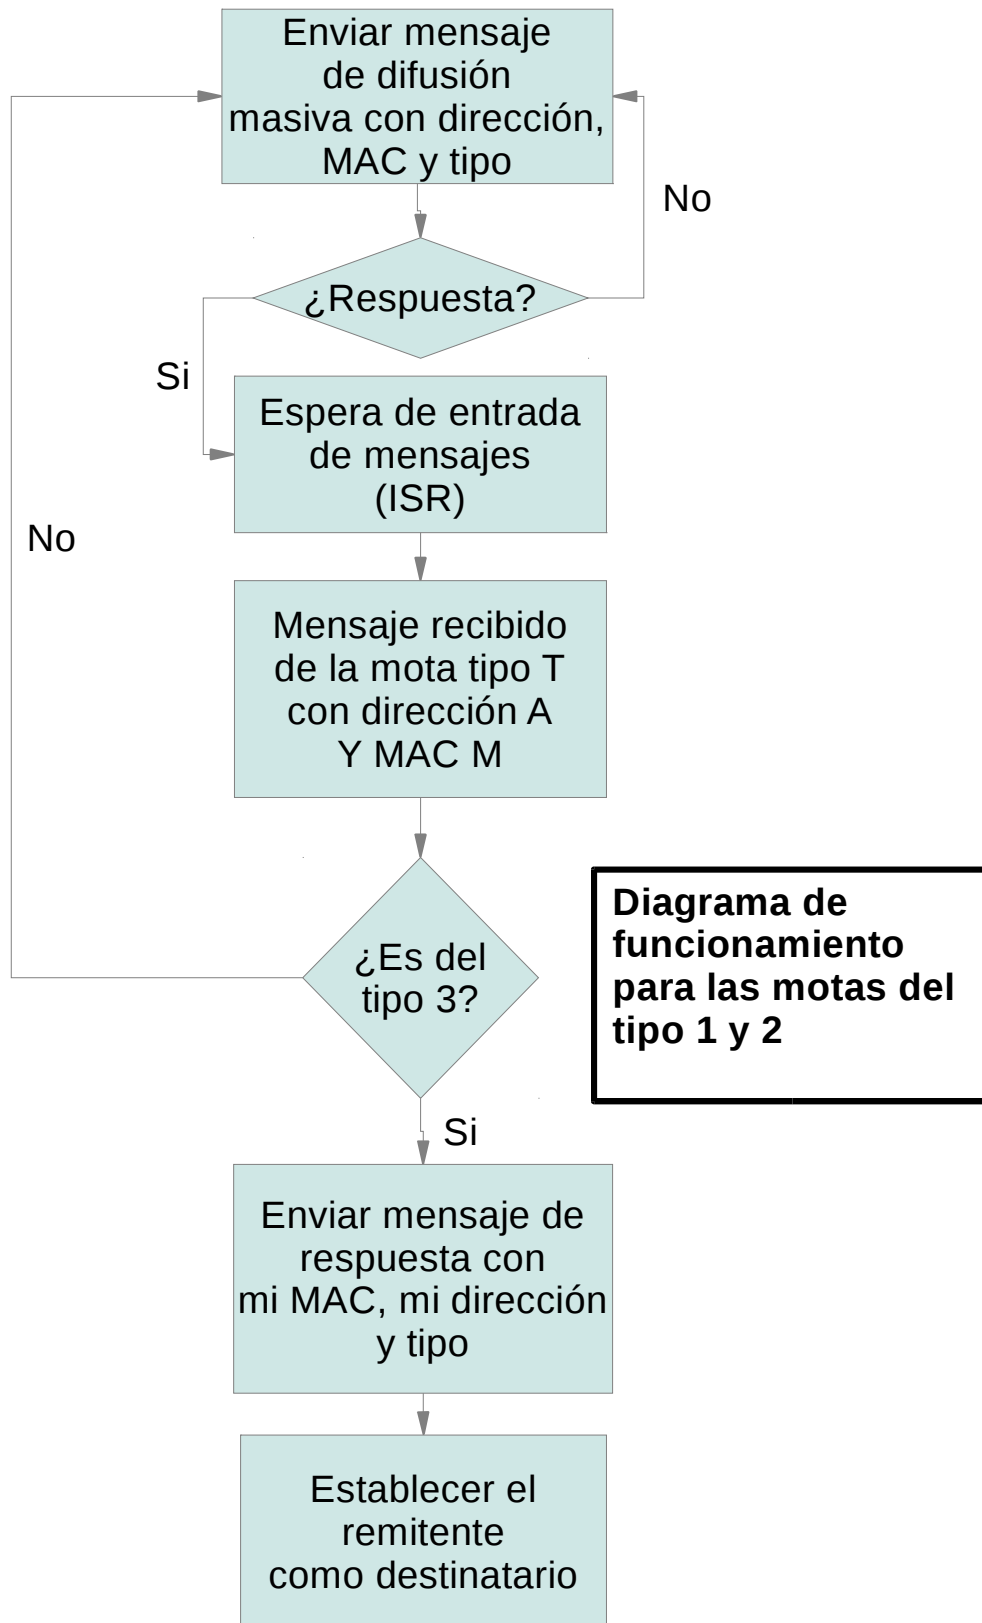 Enviar mensaje
de difusión
masiva con dirección,
MAC y tipo
No
¿Respuesta?
Si
Espera de entrada
de mensajes
(ISR)
No
Mensaje recibido
de la mota tipo T
con dirección A
Y MAC M
¿Es del
tipo 3?
Diagrama de
funcionamiento
para las motas del
tipo 1 y 2
Si
Enviar mensaje de
respuesta con
mi MAC, mi dirección
y tipo
Establecer el
remitente
como destinatario